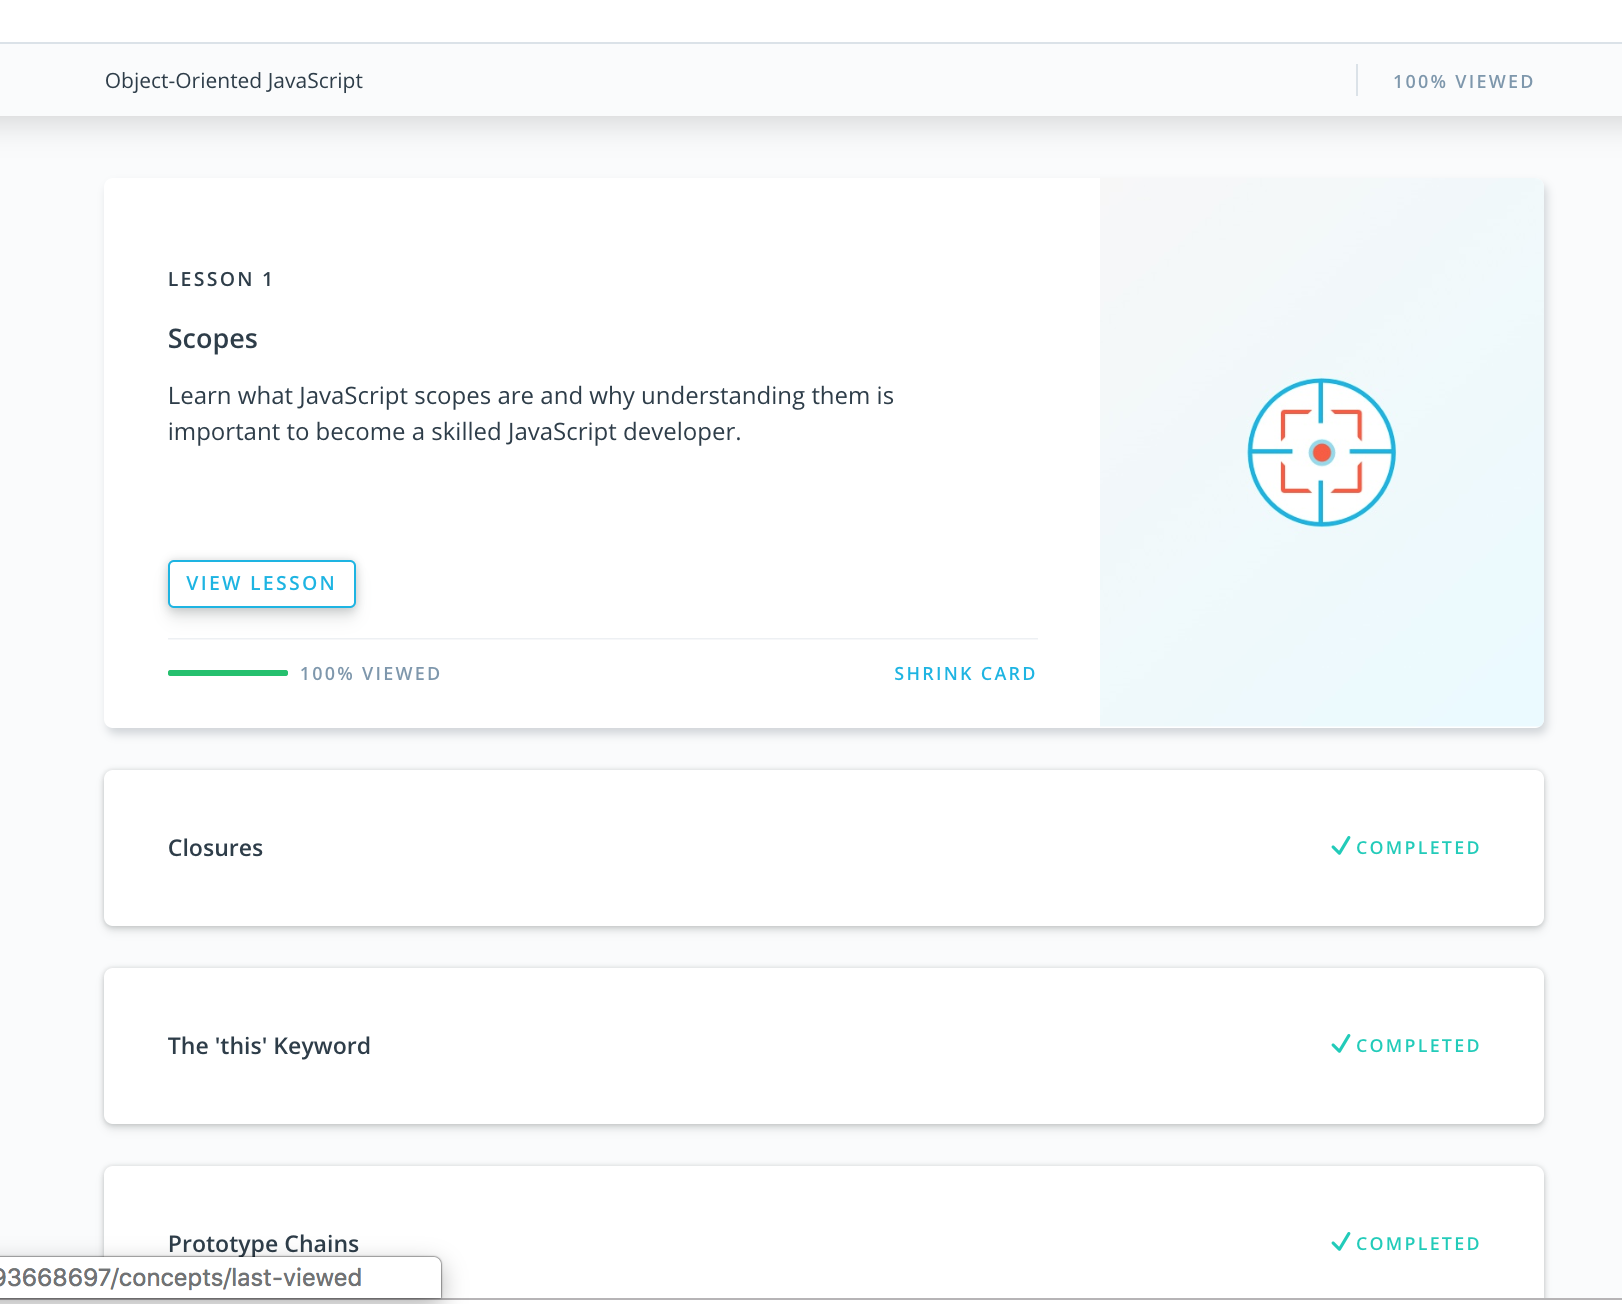 Object-Oriented JavaScript
100% VIEWED
LESSON 1
Scopes
Learn what JavaScript scopes are and why understanding them is
important to become a skilled JavaScript developer.
VIEW LESSON
100% VIEWED
SHRINK CARD
Closures
COMPLETED
The 'this' Keyword
COMPLETED
Prototype Chains
COMPLETED
93668697/concepts/last-viewed